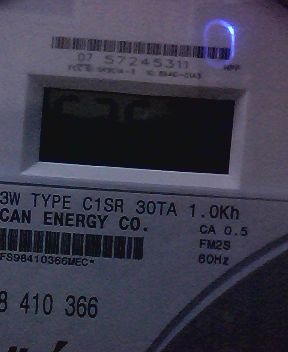 07 57245311
3W TYPE C1SR 30TA 1.0Kh
CAN ENERGY CO.
CA 0.5
FM2S
60Hz
FS98410366MEC*
8 410 366